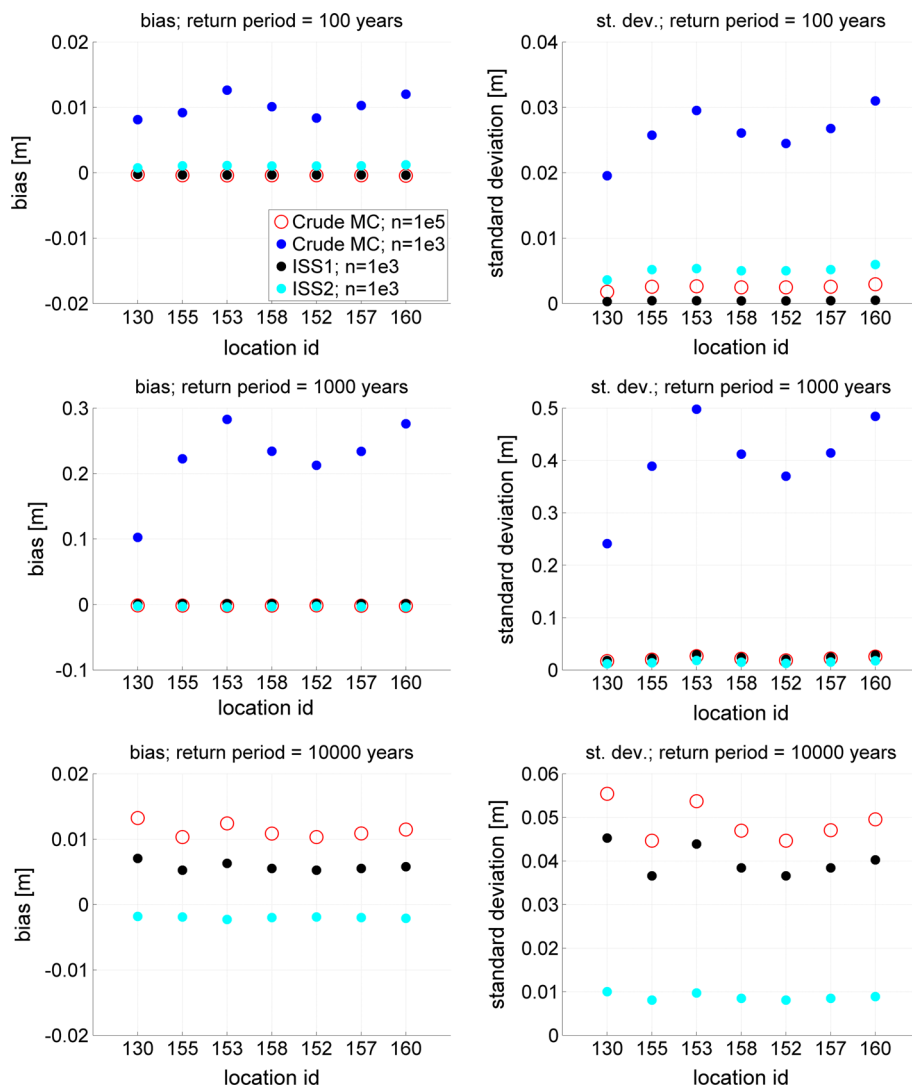 bias; return period = 100 years
0.02
0.01
0
-0.01
-0.02
bias [m]
Crude MC; n=1e5
Crude MC; n=1e3
ISS1; n=1e3
ISS2; n=1e3
130 155 153 158 152 157 160
location id
st. dev.; return period = 100 years
0.04
0.03
0.02
0.01
0
standard deviation [m]
130 155 153 158 152 157 160
location id
bias; return period = 1000 years
0.3
0.2
0.1
0
-0.1
bias [m]
130 155 153 158 152 157 160
location id
st. dev.; return period = 1000 years
0.5
0.4
0.3
0.2
0.1
0
standard deviation [m]
130 155 153 158 152 157 160
location id
bias; return period = 10000 years
0.02
0.01
0
-0.01
-0.02
bias [m]
130 155 153 158 152 157 160
location id
st. dev.; return period = 10000 years
0.06
0.05
0.04
0.03
0.02
0.01
0
standard deviation [m]
130 155 153 158 152 157 160
location id